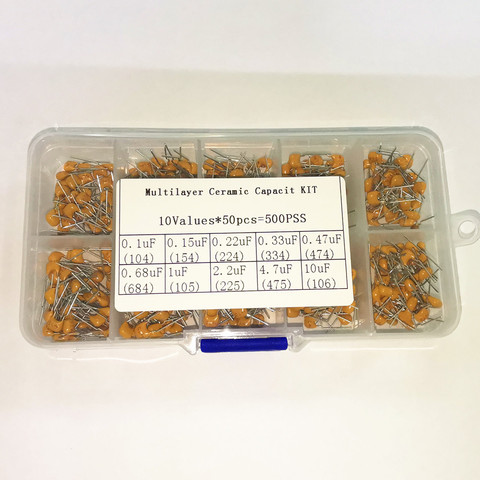 Multilayer Ceramic Capacit KIT
10Values*50pcs=500PSS
0.1uF 0.15uF 0.22uF 0.33uF 0.47uF
(104) (154) (224) (334) (474)
0.68uF 1uF 2.2uF 4.7uF 10uF
(684) (105) (225) (475) (106)